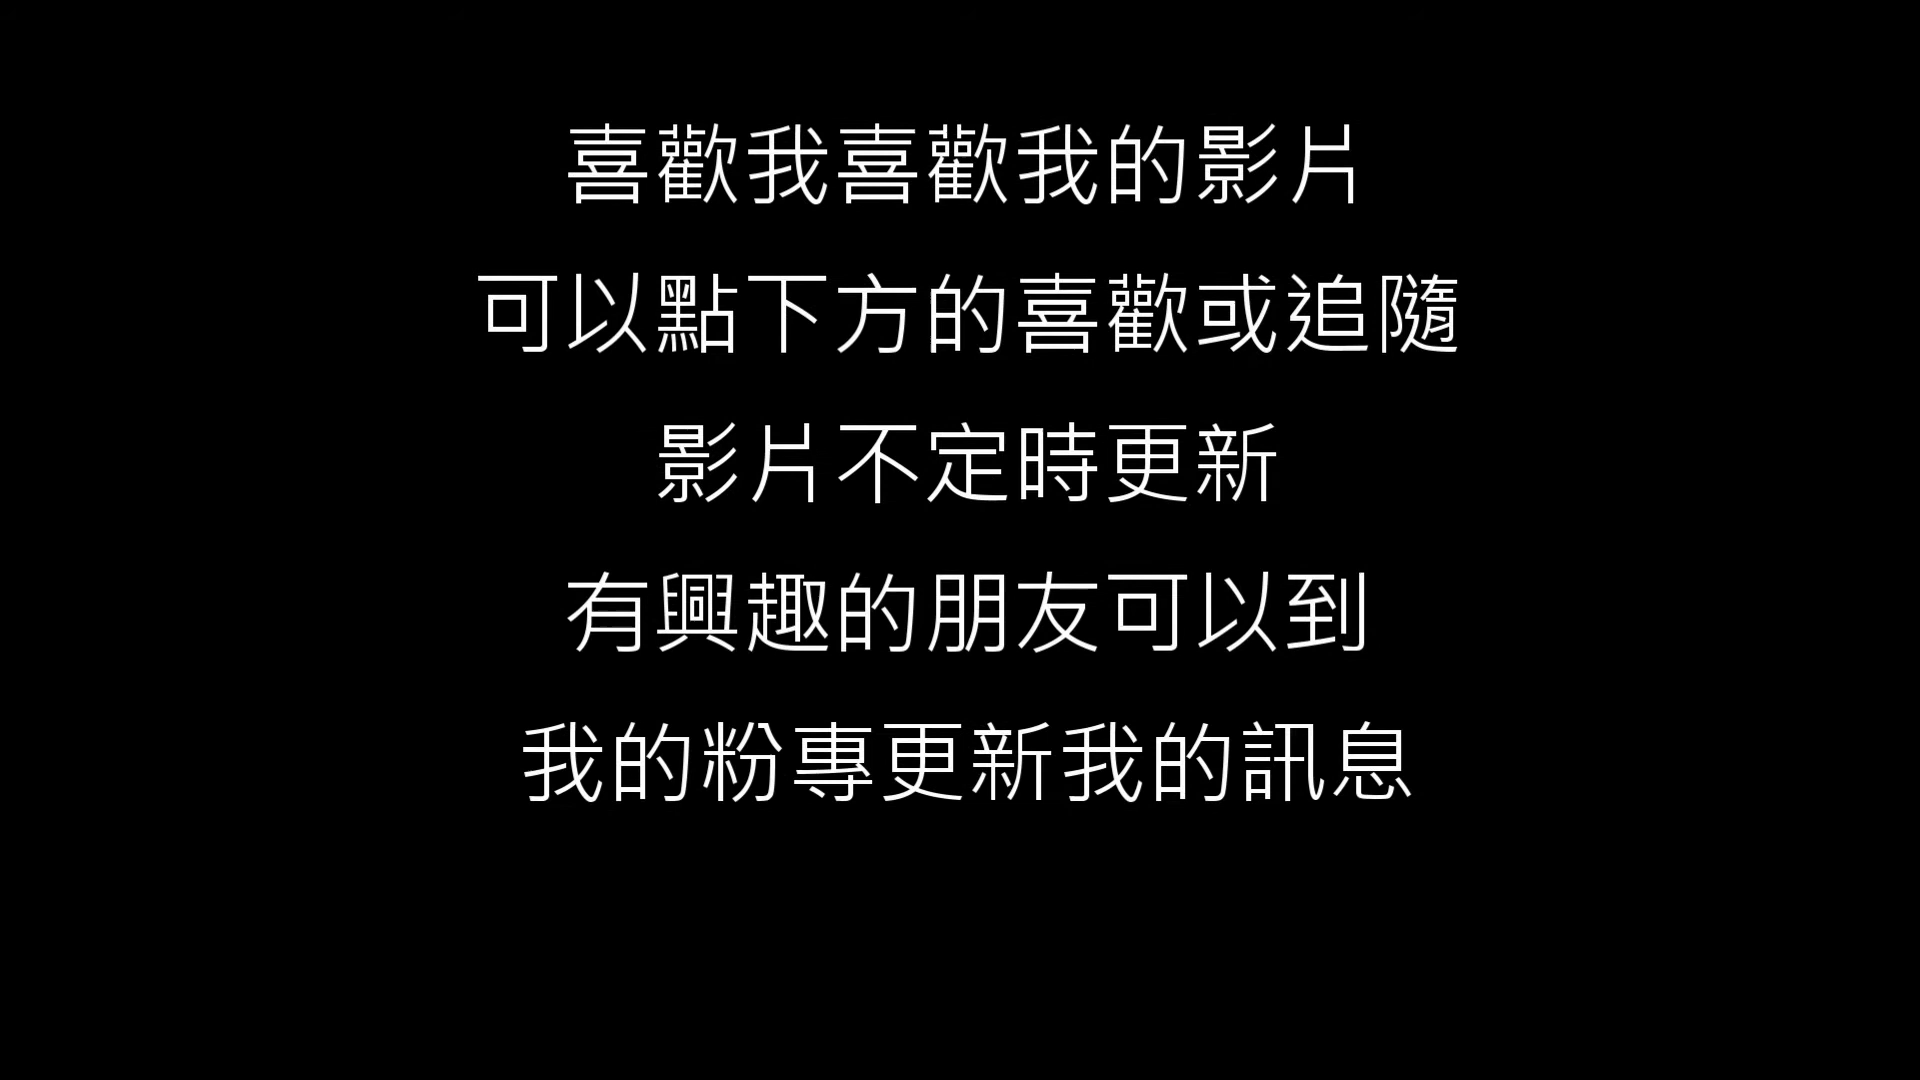 喜歡我喜歡我的影片
可以點下方的喜歡或追隨
影片不定時更新
有興趣的朋友可以到
我的粉專更新我的訊息